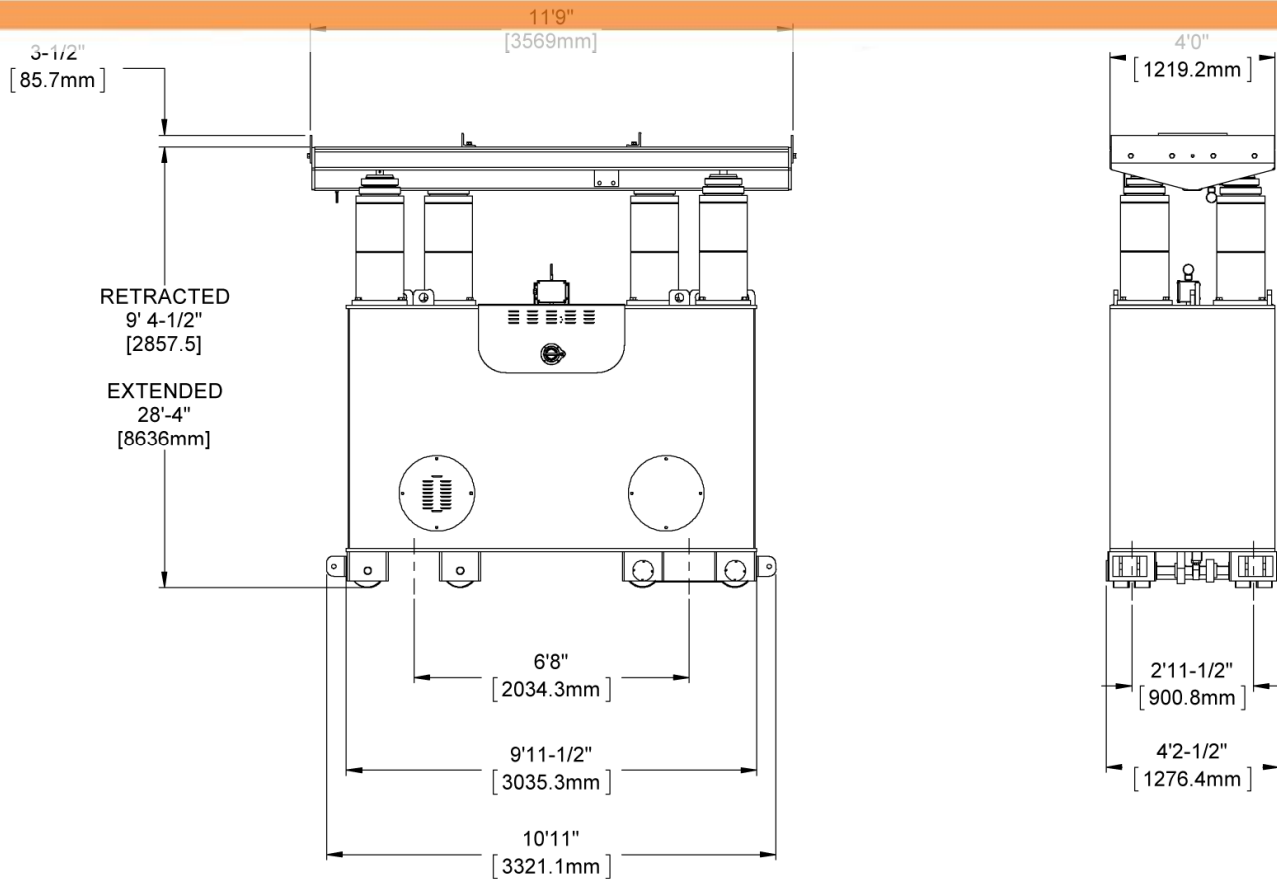 11'9"
[3569mm]
3-1/2"
[85.7mm]
4'0"
[1219.2mm]
RETRACTED
9' 4-1/2"
[2857.5]
EXTENDED
28'-4"
[8636mm]
6'8"
[2034.3mm]
2'11-1/2"
[900.8mm]
9'11-1/2"
[3035.3mm]
4'2-1/2"
[1276.4mm]
10'11"
[3321.1mm]